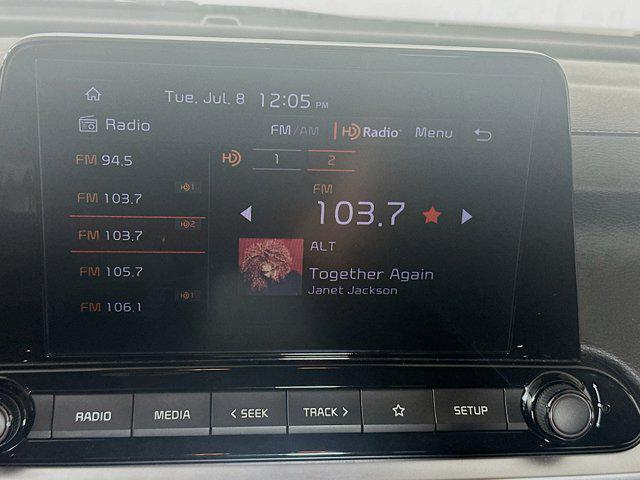 Tue, Jul. 8 12:05 PM
Radio
FM/AM HD Radio Menu
FM 94.5
HD 1 2
FM 103.7 HD1
FM
103.7
FM 103.7 HD2
ALT
FM 105.7
Together Again
Janet Jackson
FM 106.1 HD1
RADIO MEDIA < SEEK TRACK > SETUP